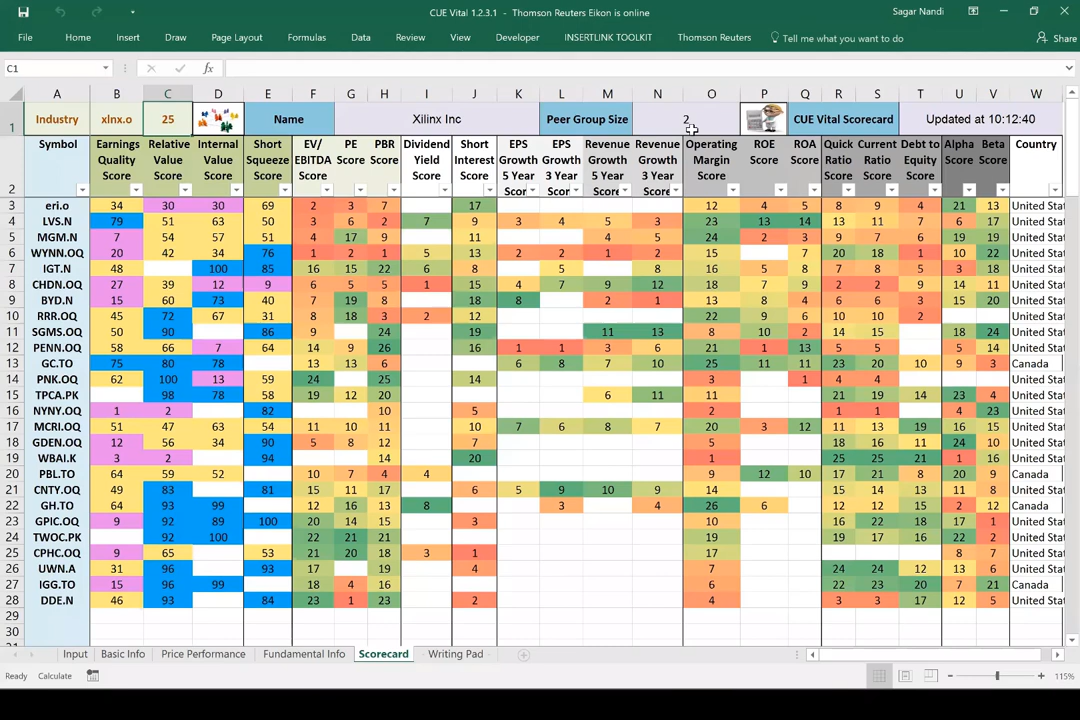 CUE Vital 1.2.3.1 - Thomson Reuters Eikon is online
Sagar Nandi
File Home Insert Draw Page Layout Formulas Data Review View Developer INSERTLINK TOOLKIT Thomson Reuters Tell me what you want to do Share
C1 fx
A B C D E F G H I J K L M N O P Q R S T U V W
1 Industry xlnx.o 25 Name Xilinx Inc Peer Group Size 2 CUE Vital Scorecard Updated at 10:12:40
2 Symbol Earnings Quality Score Relative Value Score Internal Value Score Short Squeeze Score EV/ EBITDA Score PE Score PBR Score Dividend Yield Score Short Interest Score EPS Growth 5 Year Scor EPS Growth 3 Year Scor Revenue Growth 5 Year Score Revenue Growth 3 Year Score Operating Margin Score ROE Score ROA Score Quick Ratio Score Current Ratio Score Debt to Equity Score Alpha Score Beta Score Country
3 eri.o 34 30 30 69 2 3 7 17 12 4 5 8 9 4 21 13 United Stat
4 LVS.N 79 51 63 50 3 6 2 7 9 3 4 5 3 23 13 14 13 11 7 6 17 United Stat
5 MGM.N 7 54 57 51 4 17 9 11 4 5 24 2 3 9 7 6 19 19 United Stat
6 WYNN.OQ 20 42 34 76 1 2 1 5 13 2 2 1 2 15 7 20 18 1 10 22 United Stat
7 IGT.N 48 100 85 16 15 22 6 8 5 8 16 5 8 7 8 5 3 18 United Stat
8 CHDN.OQ 27 39 12 9 6 5 5 1 15 4 7 9 12 18 7 9 2 2 9 14 11 United Stat
9 BYD.N 15 60 73 40 7 19 8 18 8 2 1 13 8 4 6 6 3 15 20 United Stat
10 RRR.OQ 45 72 67 31 8 18 3 2 12 22 9 6 10 10 2 United Stat
11 SGMS.OQ 50 90 86 9 24 19 11 13 8 10 2 14 15 18 24 United Stat
12 PENN.OQ 58 66 7 64 14 9 26 16 1 1 3 6 21 1 13 5 5 5 14 United Stat
13 GC.TO 75 80 78 13 13 6 6 8 7 10 25 11 11 23 20 10 9 3 Canada
14 PNK.OQ 62 100 13 59 24 25 14 3 1 4 4 United Stat
15 TPCA.PK 98 78 58 19 12 20 6 11 11 21 19 14 23 4 United Stat
16 NYNY.OQ 1 2 82 10 5 2 1 1 4 23 United Stat
17 MCRI.OQ 51 47 63 54 11 10 11 10 7 6 8 7 20 3 12 19 13 16 16 15 United Stat
18 GDEN.OQ 12 56 34 90 5 8 12 7 5 18 16 11 24 10 United Stat
19 WBAI.K 3 2 94 14 20 1 25 25 21 1 16 United Stat
20 PBL.TO 64 59 52 10 7 4 4 9 12 10 17 21 8 20 9 Canada
21 CNTY.OQ 49 83 81 15 11 17 6 5 9 10 9 14 15 14 13 11 8 United Stat
22 GH.TO 64 93 99 12 16 13 8 3 4 26 6 12 12 15 2 12 Canada
23 GPIC.OQ 9 92 89 100 20 14 15 3 10 16 22 18 17 1 United Stat
24 TWOC.PK 92 100 22 21 21 19 19 17 16 22 2 United Stat
25 CPHC.OQ 9 65 53 21 20 18 3 1 17 8 7 United Stat
26 UWN.A 31 96 93 17 19 4 7 24 24 12 13 6 United Stat
27 IGG.TO 15 96 99 18 4 16 6 22 23 20 7 21 Canada
28 DDE.N 46 93 84 23 1 23 2 4 3 3 17 12 5 United Stat
29
30
Input Basic Info Price Performance Fundamental Info Scorecard Writing Pad
Ready Calculate 115%